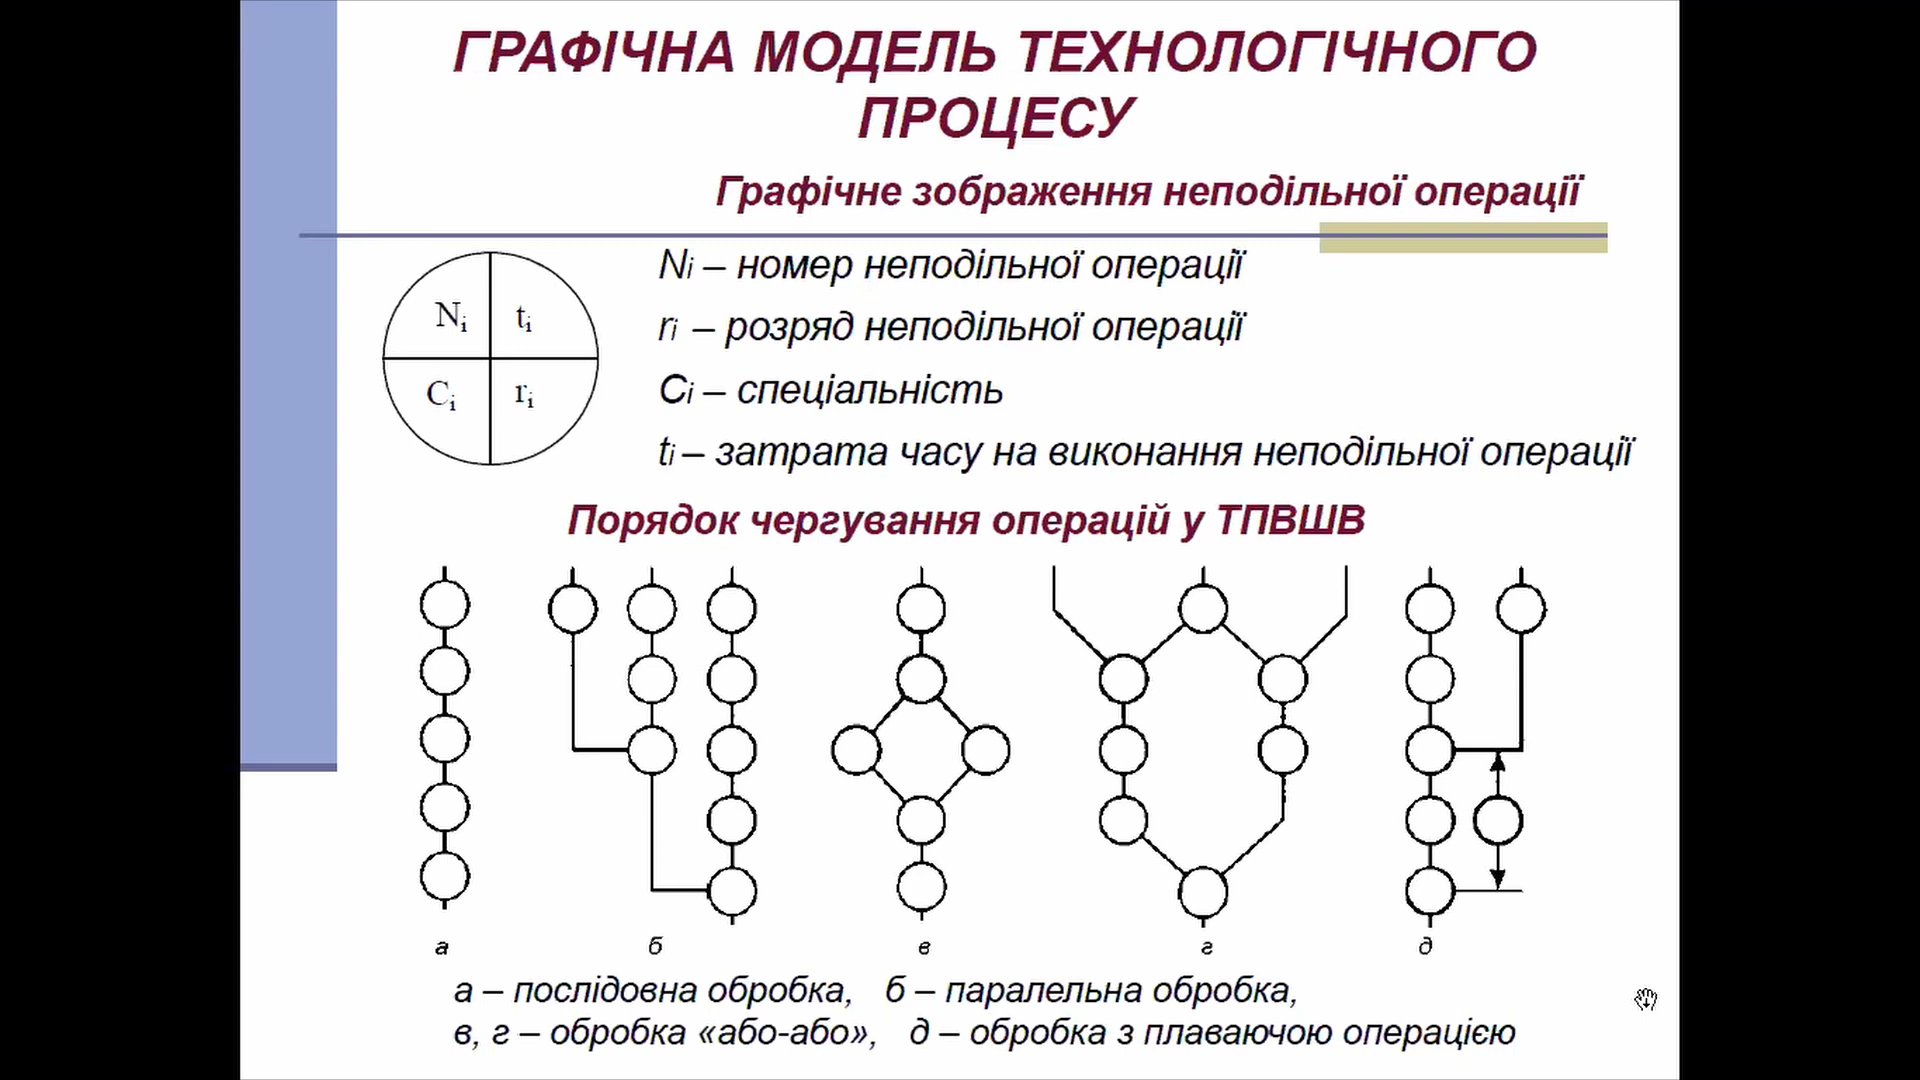 ГРАФІЧНА МОДЕЛЬ ТЕХНОЛОГІЧНОГО
ПРОЦЕСУ
Графічне зображення неподільної операції
Ni ti
Ci ri
Ni – номер неподільної операції
ri – розряд неподільної операції
Ci – спеціальність
ti – затрата часу на виконання неподільної операції
Порядок чергування операцій у ТПВШВ
а б в г д
а – послідовна обробка, б – паралельна обробка,
в, г – обробка «або-або», д – обробка з плаваючою операцією